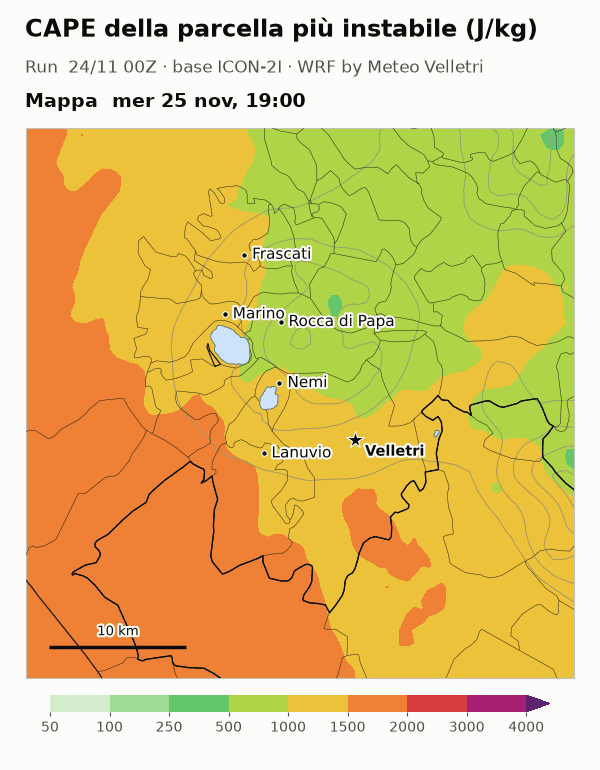 CAPE della parcella più instabile (J/kg)
Run  24/11 00Z · base ICON-2I · WRF by Meteo Velletri
Mappa  mer 25 nov, 19:00
Frascati
Marino
Rocca di Papa
Nemi
Velletri
Lanuvio
10 km
50 100 250 500 1000 1500 2000 3000 4000